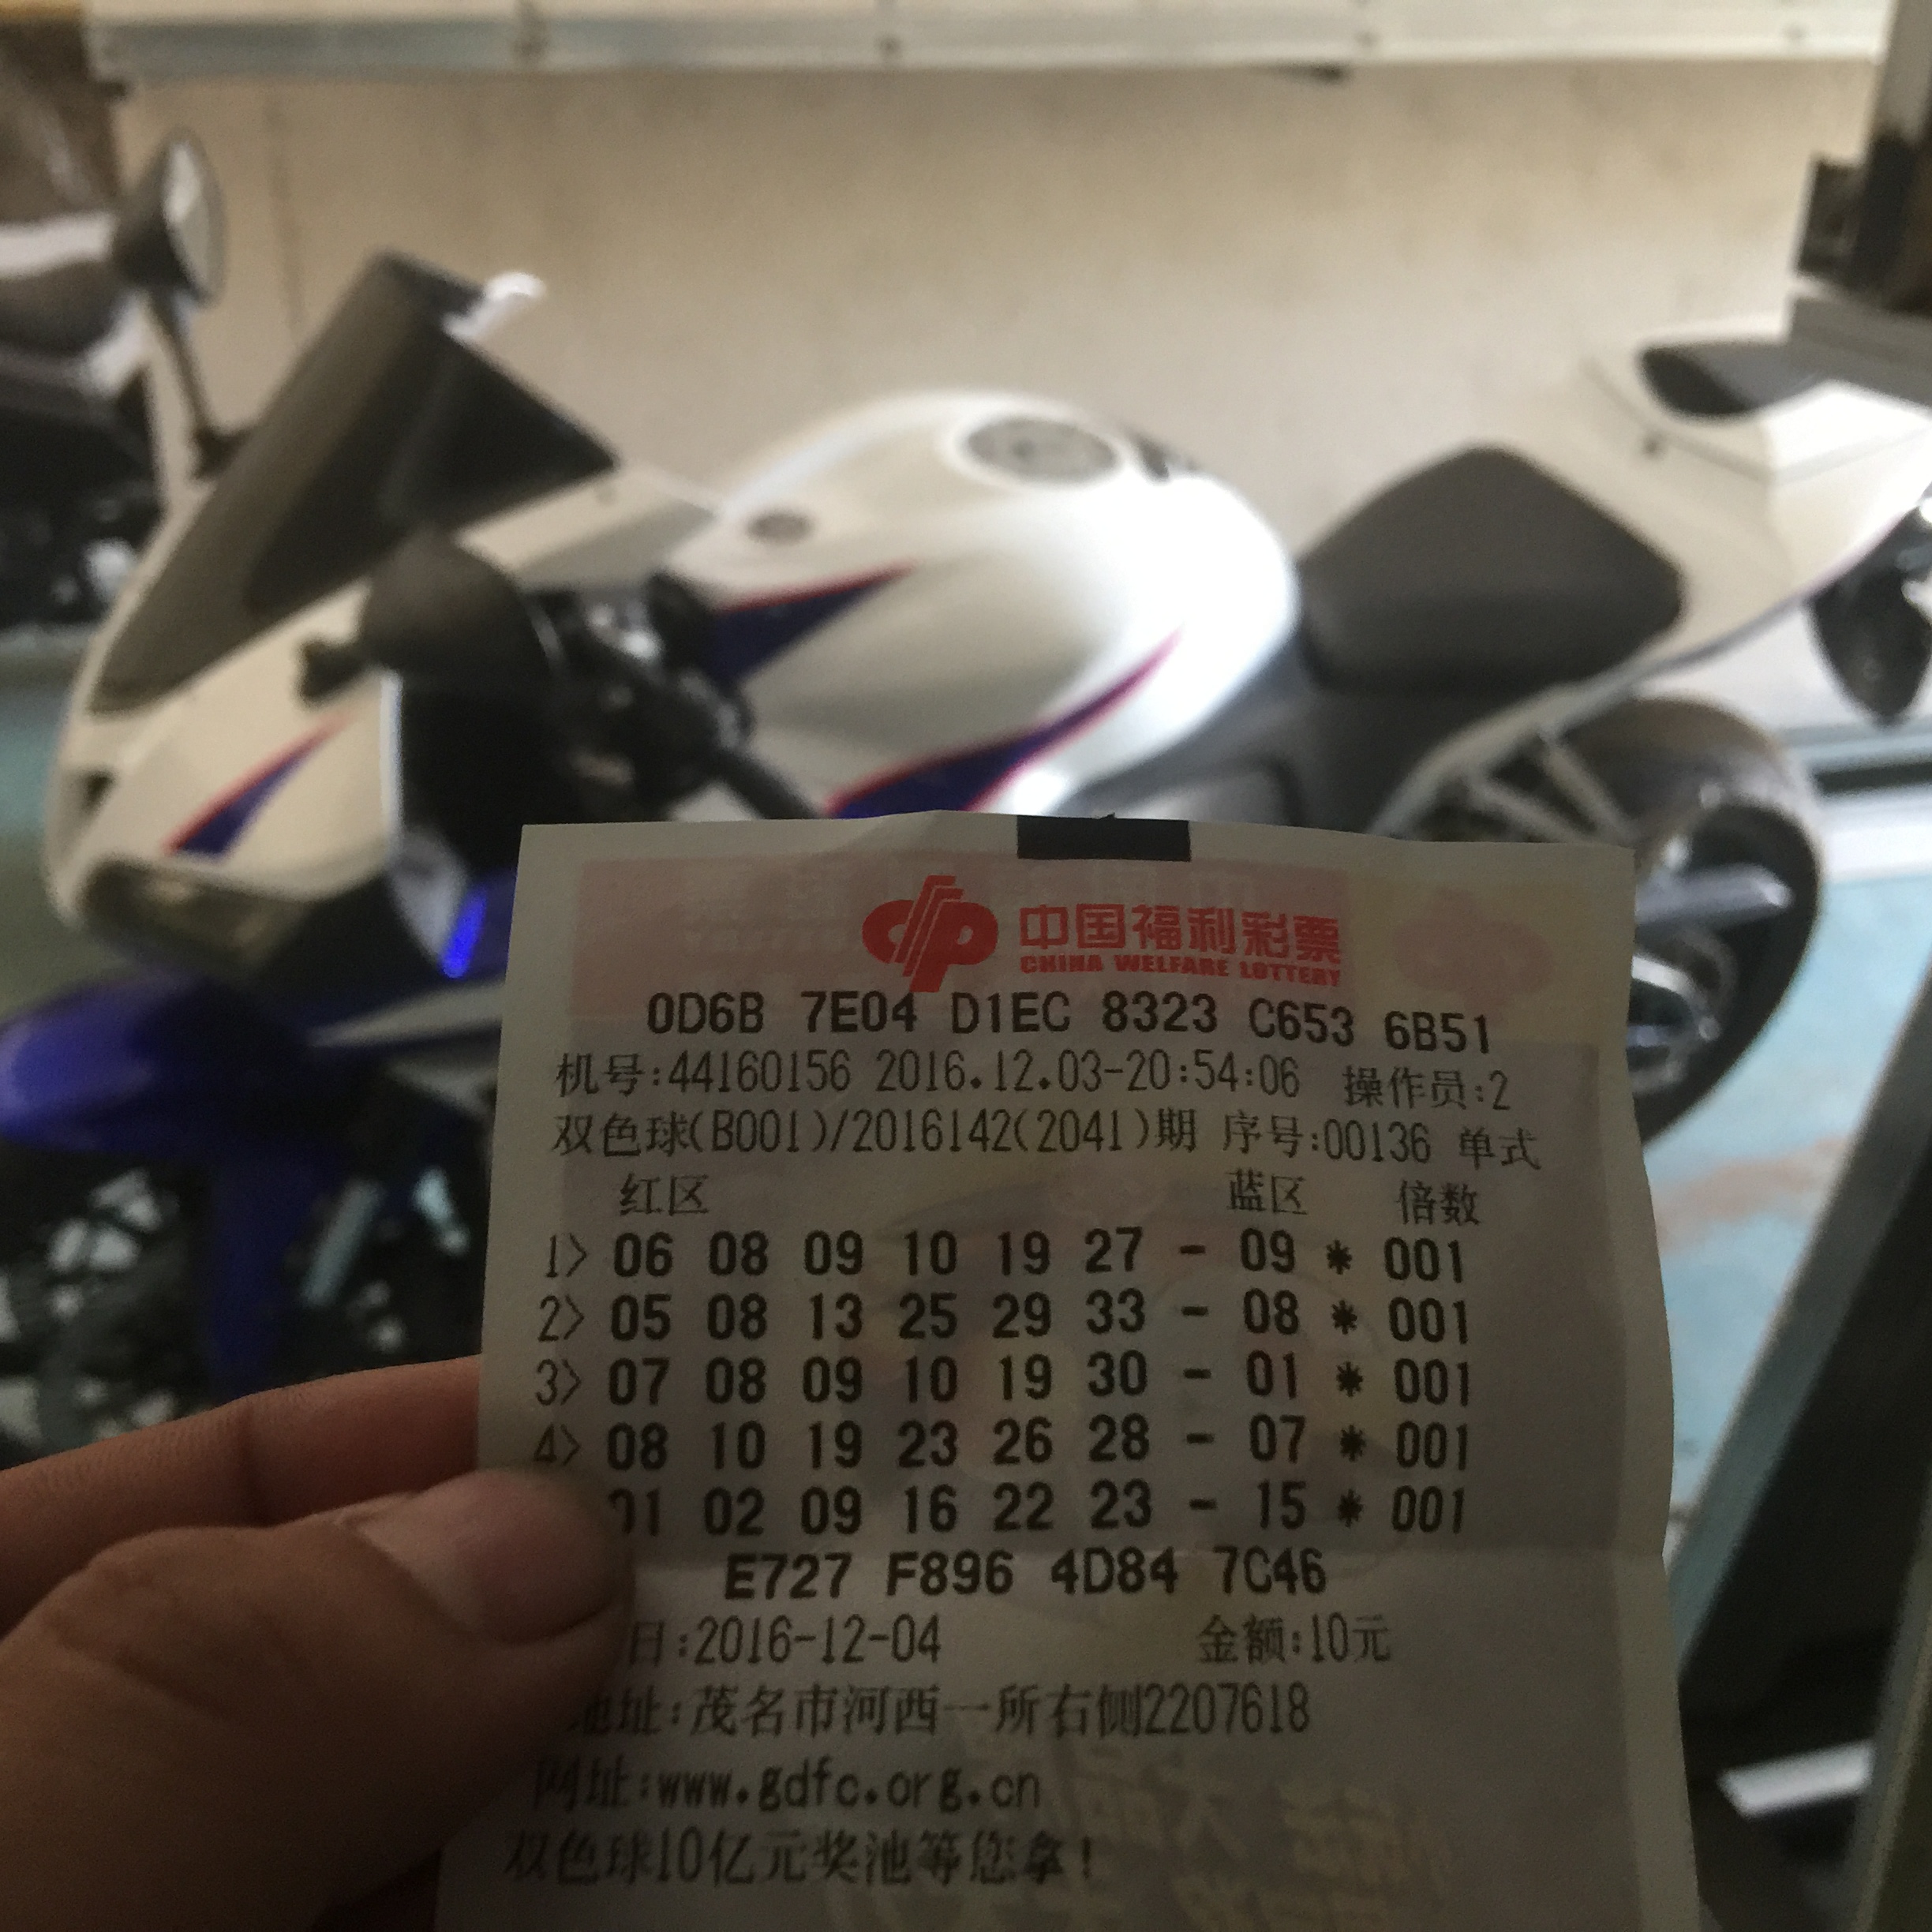 中国福利彩票
CHINA WELFARE LOTTERY
0D6B 7E04 D1EC 8323 C653 6B51
机号:44160156 2016.12.03-20:54:06 操作员:2
双色球(B001)/2016142(2041)期 序号:00136 单式
红区 蓝区 倍数
1> 06 08 09 10 19 27 - 09 * 001
2> 05 08 13 25 29 33 - 08 * 001
3> 07 08 09 10 19 30 - 01 * 001
4> 08 10 19 23 26 28 - 07 * 001
01 02 09 16 22 23 - 15 * 001
E727 F896 4D84 7C46
日:2016-12-04 金额:10元
地址:茂名市河西一所右侧2207618
网址:www.gdfc.org.cn
双色球10亿元奖池等您拿!